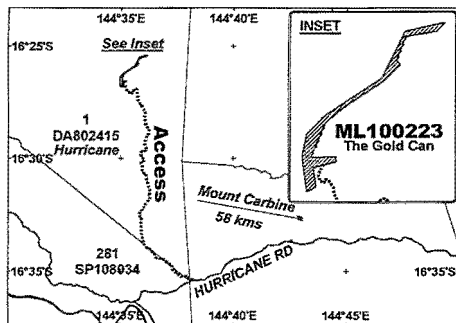 144°35'E
144°40'E
INSET
16°25'S
See Inset
ML100223
The Gold Can
1
DA802415
Hurricane
Access
16°30'S
Mount Carbine
58 kms
281
SP108934
HURRICANE RD
16°35'S
16°35'S
144°35'E
144°40'E
144°45'E